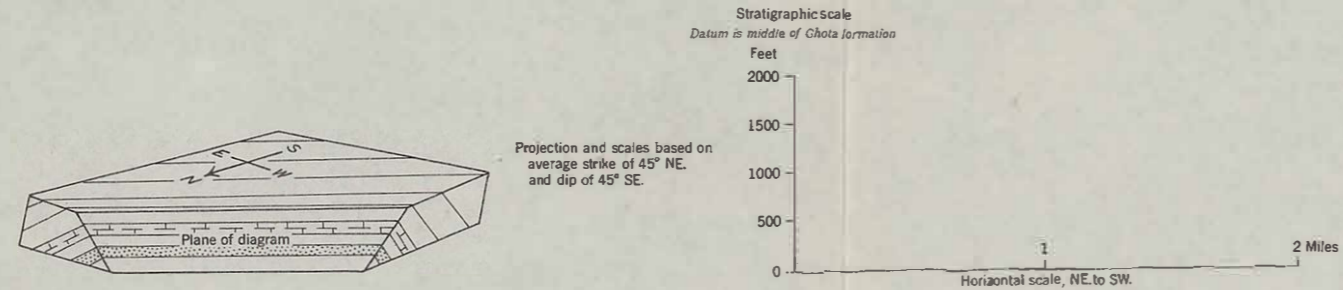 Stratigraphic scale
Datum is middle of Chota formation
Feet
2000
1500
1000
500
0
1
2 Miles
Horizontal scale, NE. to SW.
Projection and scales based on
average strike of 45° NE.
and dip of 45° SE.
E
S
N
W
Plane of diagram